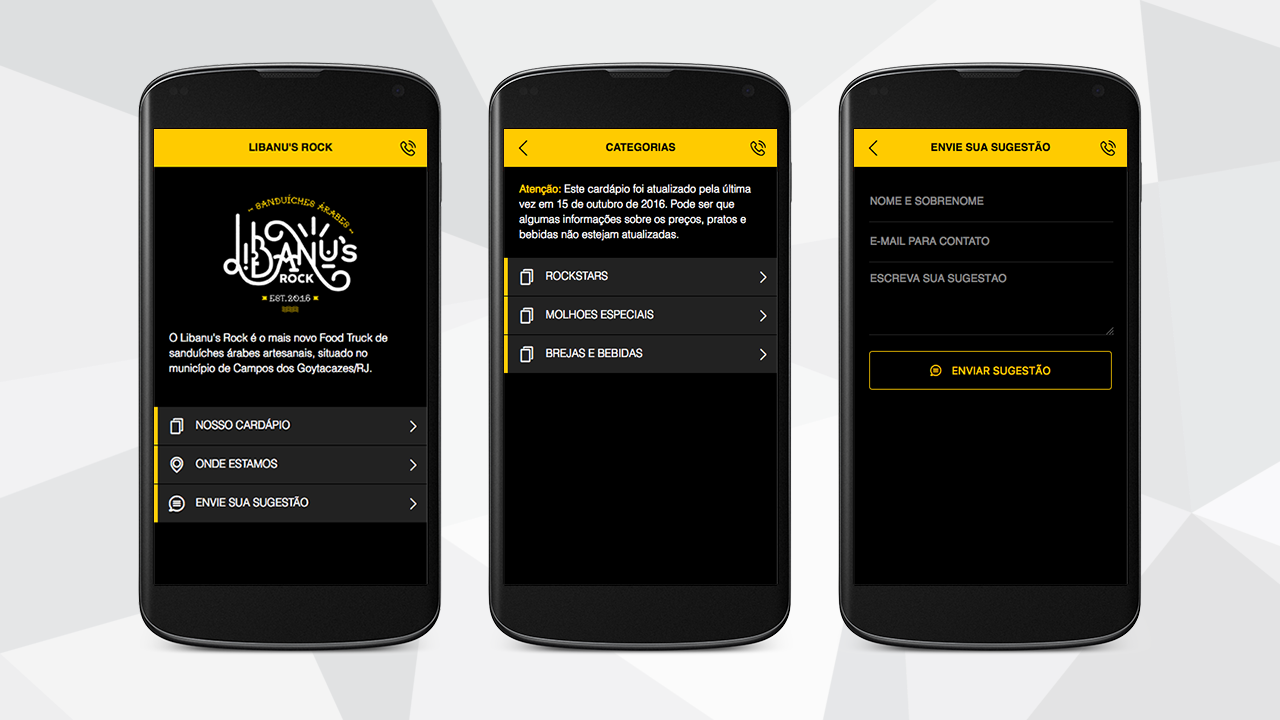 LIBANU'S ROCK
~ SANDUÍCHES ÁRABES ~
LIBANU'S
ROCK
EST.2016
O Libanu's Rock é o mais novo Food Truck de
sanduíches árabes artesanais, situado no
município de Campos dos Goytacazes/RJ.
NOSSO CARDÁPIO
ONDE ESTAMOS
ENVIE SUA SUGESTÃO
CATEGORIAS
Atenção: Este cardápio foi atualizado pela última
vez em 15 de outubro de 2016. Pode ser que
algumas informações sobre os preços, pratos e
bebidas não estejam atualizadas.
ROCKSTARS
MOLHOES ESPECIAIS
BREJAS E BEBIDAS
ENVIE SUA SUGESTÃO
NOME E SOBRENOME
E-MAIL PARA CONTATO
ESCREVA SUA SUGESTAO
ENVIAR SUGESTÃO